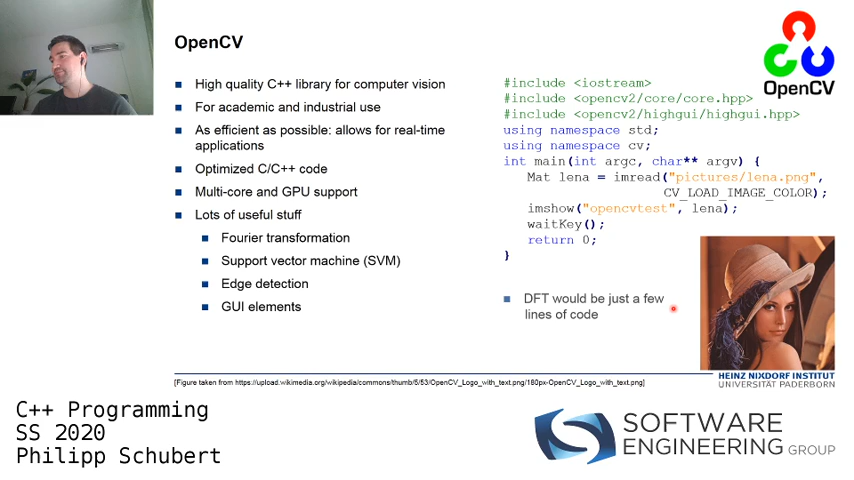 OpenCV
High quality C++ library for computer vision
For academic and industrial use
As efficient as possible: allows for real-time
applications
Optimized C/C++ code
Multi-core and GPU support
Lots of useful stuff
Fourier transformation
Support vector machine (SVM)
Edge detection
GUI elements
OpenCV
#include <iostream>
#include <opencv2/core/core.hpp>
#include <opencv2/highgui/highgui.hpp>
using namespace std;
using namespace cv;
int main(int argc, char** argv) {
Mat lena = imread("pictures/lena.png",
CV_LOAD_IMAGE_COLOR);
imshow("opencvtest", lena);
waitKey();
return 0;
}
DFT would be just a few
lines of code
HEINZ NIXDORF INSTITUT
UNIVERSITÄT PADERBORN
[Figure taken from https://upload.wikimedia.org/wikipedia/commons/thumb/5/53/OpenCV_Logo_with_text.png/180px-OpenCV_Logo_with_text.png]
C++ Programming
SS 2020
Philipp Schubert
SOFTWARE
ENGINEERING GROUP